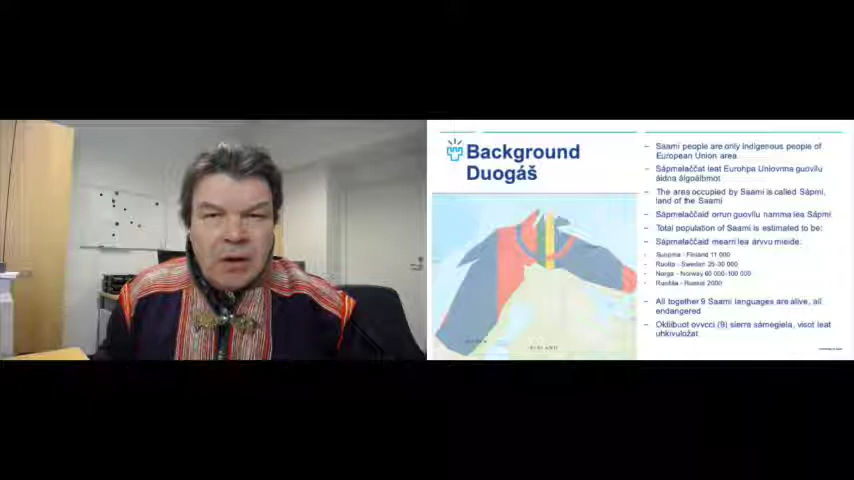 Background
Duogáš
– Saami people are only Indigenous people of
European Union area
– Sápmelaččat leat Eurohpa Uniovnna guovllu
áidna álgoálbmot
– The area occupied by Saami is called Sápmi,
land of the Saami
– Sápmelaččaid orrun guovllu namma lea Sápmi
– Total population of Saami is estimated to be:
– Sápmelaččaid mearri lea árvvu mielde:
- Suopma - Finland 11 000
- Ruoŧŧa - Sweden 25-30 000
- Norga - Norway 60 000-100 000
- 2000
– All together 9 Saami languages are alive, all
endangered
– Oktiibuot ovcci (9) sierra sámegiela, visot leat
uhkivuložat
FINLAND